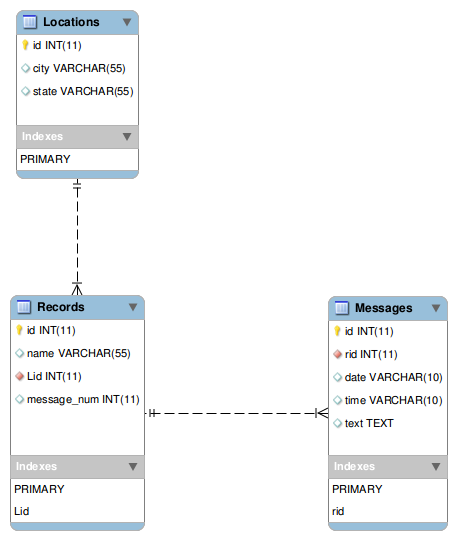 Locations
id INT(11)
city VARCHAR(55)
state VARCHAR(55)
Indexes
PRIMARY
Records
id INT(11)
name VARCHAR(55)
Lid INT(11)
message_num INT(11)
Indexes
PRIMARY
Lid
Messages
id INT(11)
rid INT(11)
date VARCHAR(10)
time VARCHAR(10)
text TEXT
Indexes
PRIMARY
rid